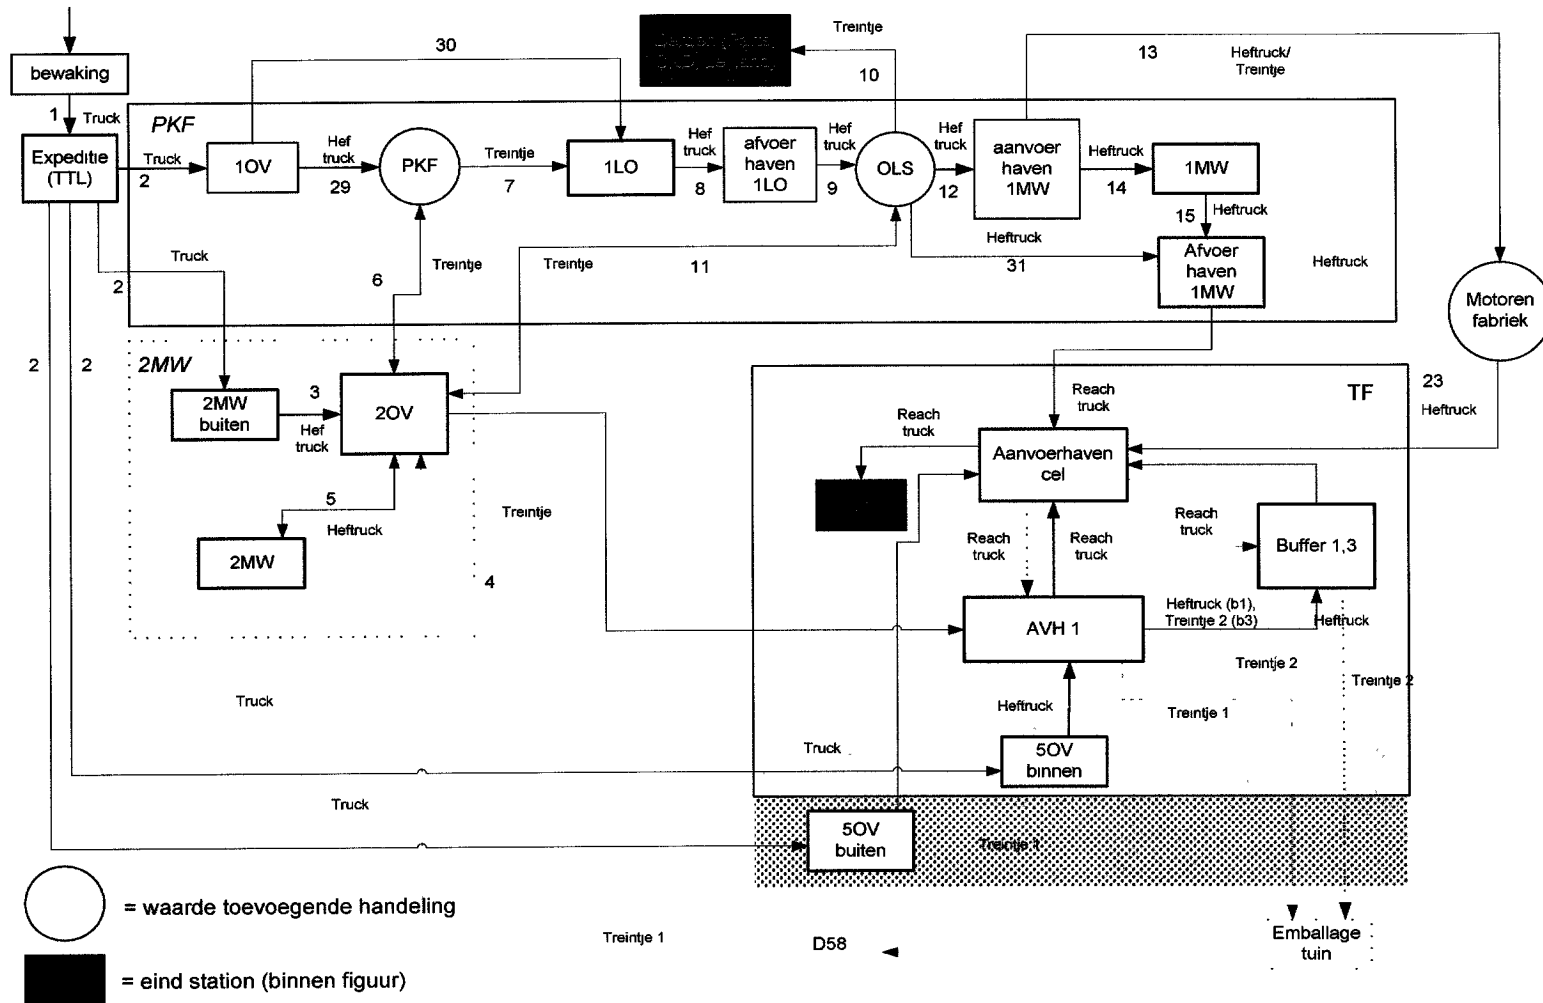 Treintje
30
10
13
Heftruck/
Treintje
bewaking
1
Truck
PKF
Expeditie
(TTL)
Truck
2
1OV
Hef
truck
29
PKF
Treintje
7
1LO
Hef
truck
8
afvoer
haven
1LO
Hef
truck
9
OLS
Hef
truck
12
aanvoer
haven
1MW
Heftruck
14
1MW
15
Heftruck
Truck
2
6
Treintje
Treintje
11
Heftruck
31
Afvoer
haven
1MW
Heftruck
Motoren
fabriek
2
2
2MW
2MW
buiten
3
Hef
truck
2OV
5
Heftruck
2MW
Treintje
4
TF
23
Heftruck
Reach
truck
Reach
truck
Aanvoerhaven
cel
Reach
truck
Reach
truck
Reach
truck
Buffer 1,3
AVH 1
Heftruck (b1),
Treintje 2 (b3)
Heftruck
Treintje 2
Treintje 2
Treintje 1
Heftruck
Truck
Truck
5OV
binnen
Truck
5OV
buiten
Treintje 1
= waarde toevoegende handeling
Treintje 1
D58
Emballage
tuin
= eind station (binnen figuur)